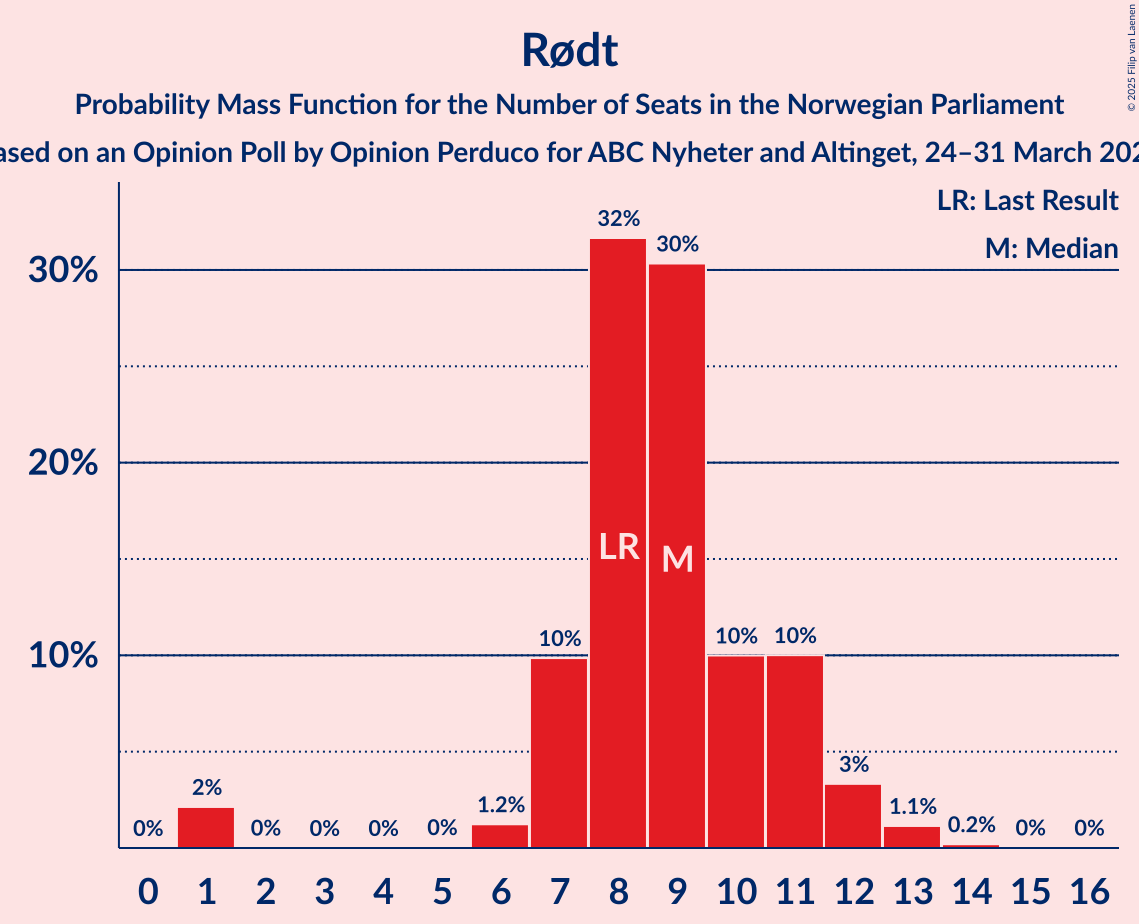 Rødt
Probability Mass Function for the Number of Seats in the Norwegian Parliament
on an Opinion Poll by Opinion Perduco for ABC Nyheter and Altinget, 24–31 March
© 2025 Filip van Laenen
LR: Last Result
M: Median
30%
20%
10%
0% 2% 0% 0% 0% 0% 1.2% 10% 32% 30% 10% 10% 3% 1.1% 0.2% 0% 0%
LR M
0 1 2 3 4 5 6 7 8 9 10 11 12 13 14 15 16